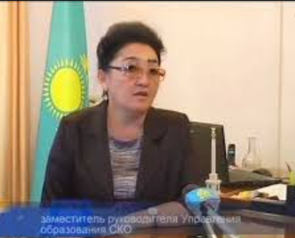 заместитель руководителя Управления
образования СКО